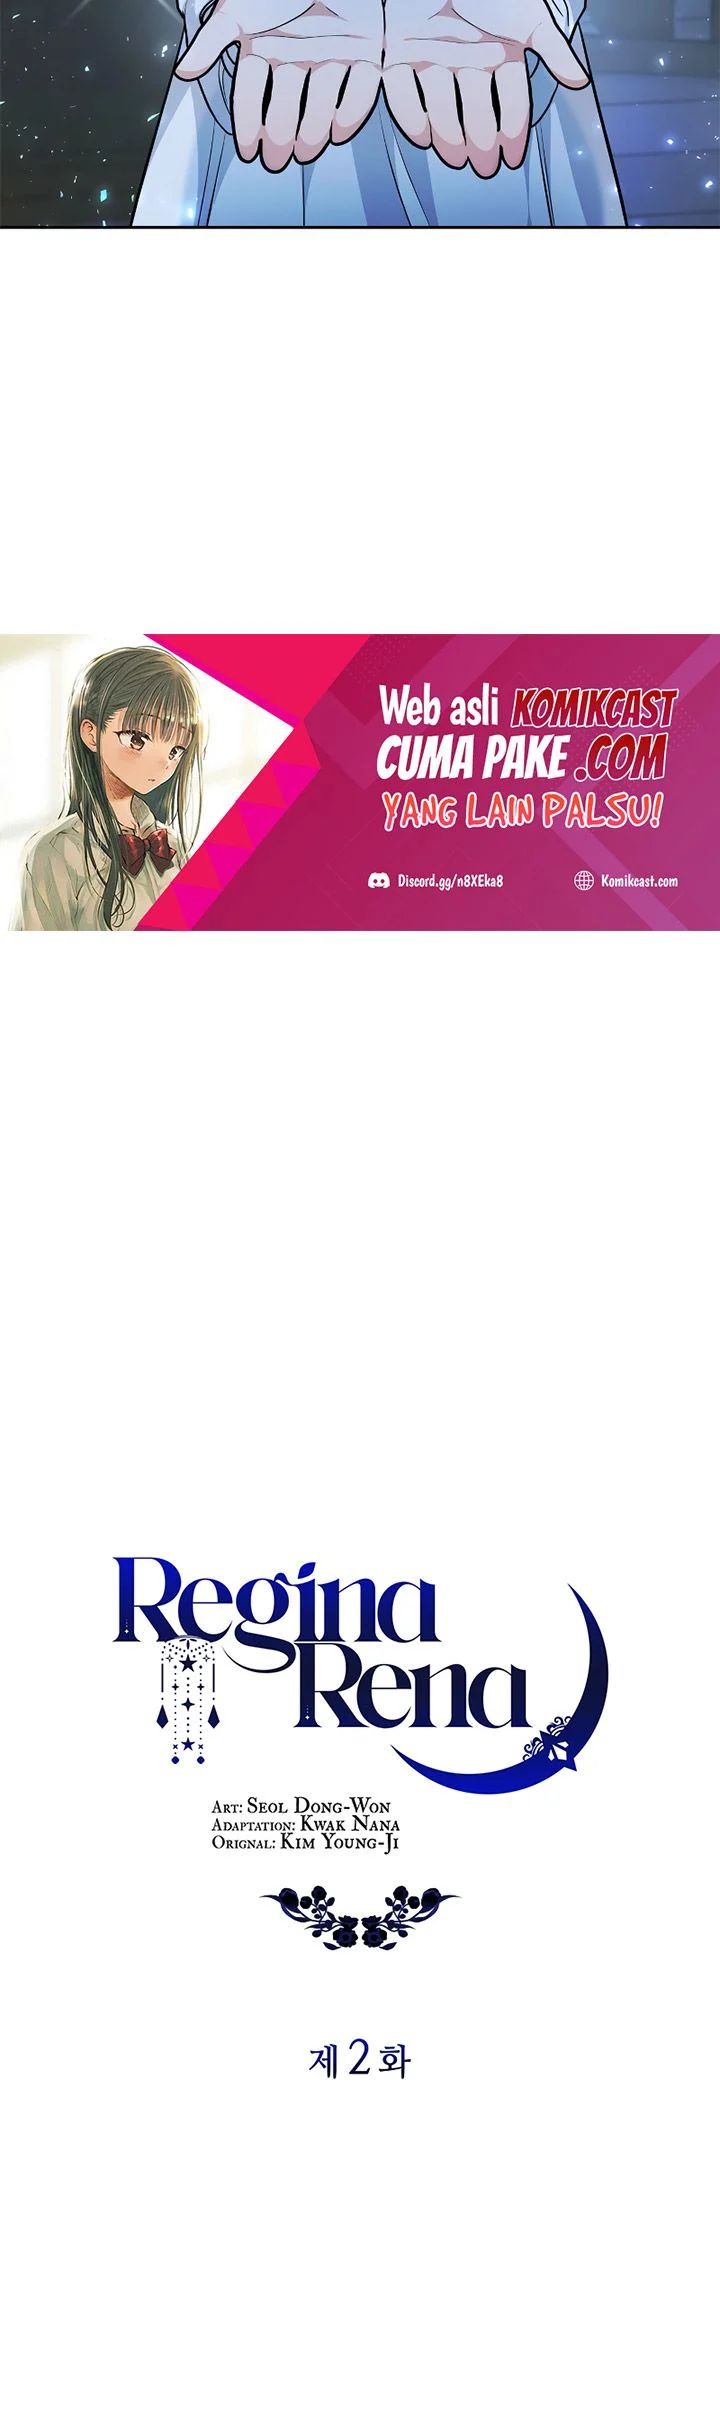 Web asli KOMIKCAST
CUMA PAKE .COM
YANG LAIN PALSU!
Discord.gg/n8XEka8
Komikcast.com
Regina
Rena
Art: Seol Dong-Won
Adaptation: Kwak Nana
Orignal: Kim Young-Ji
제2화